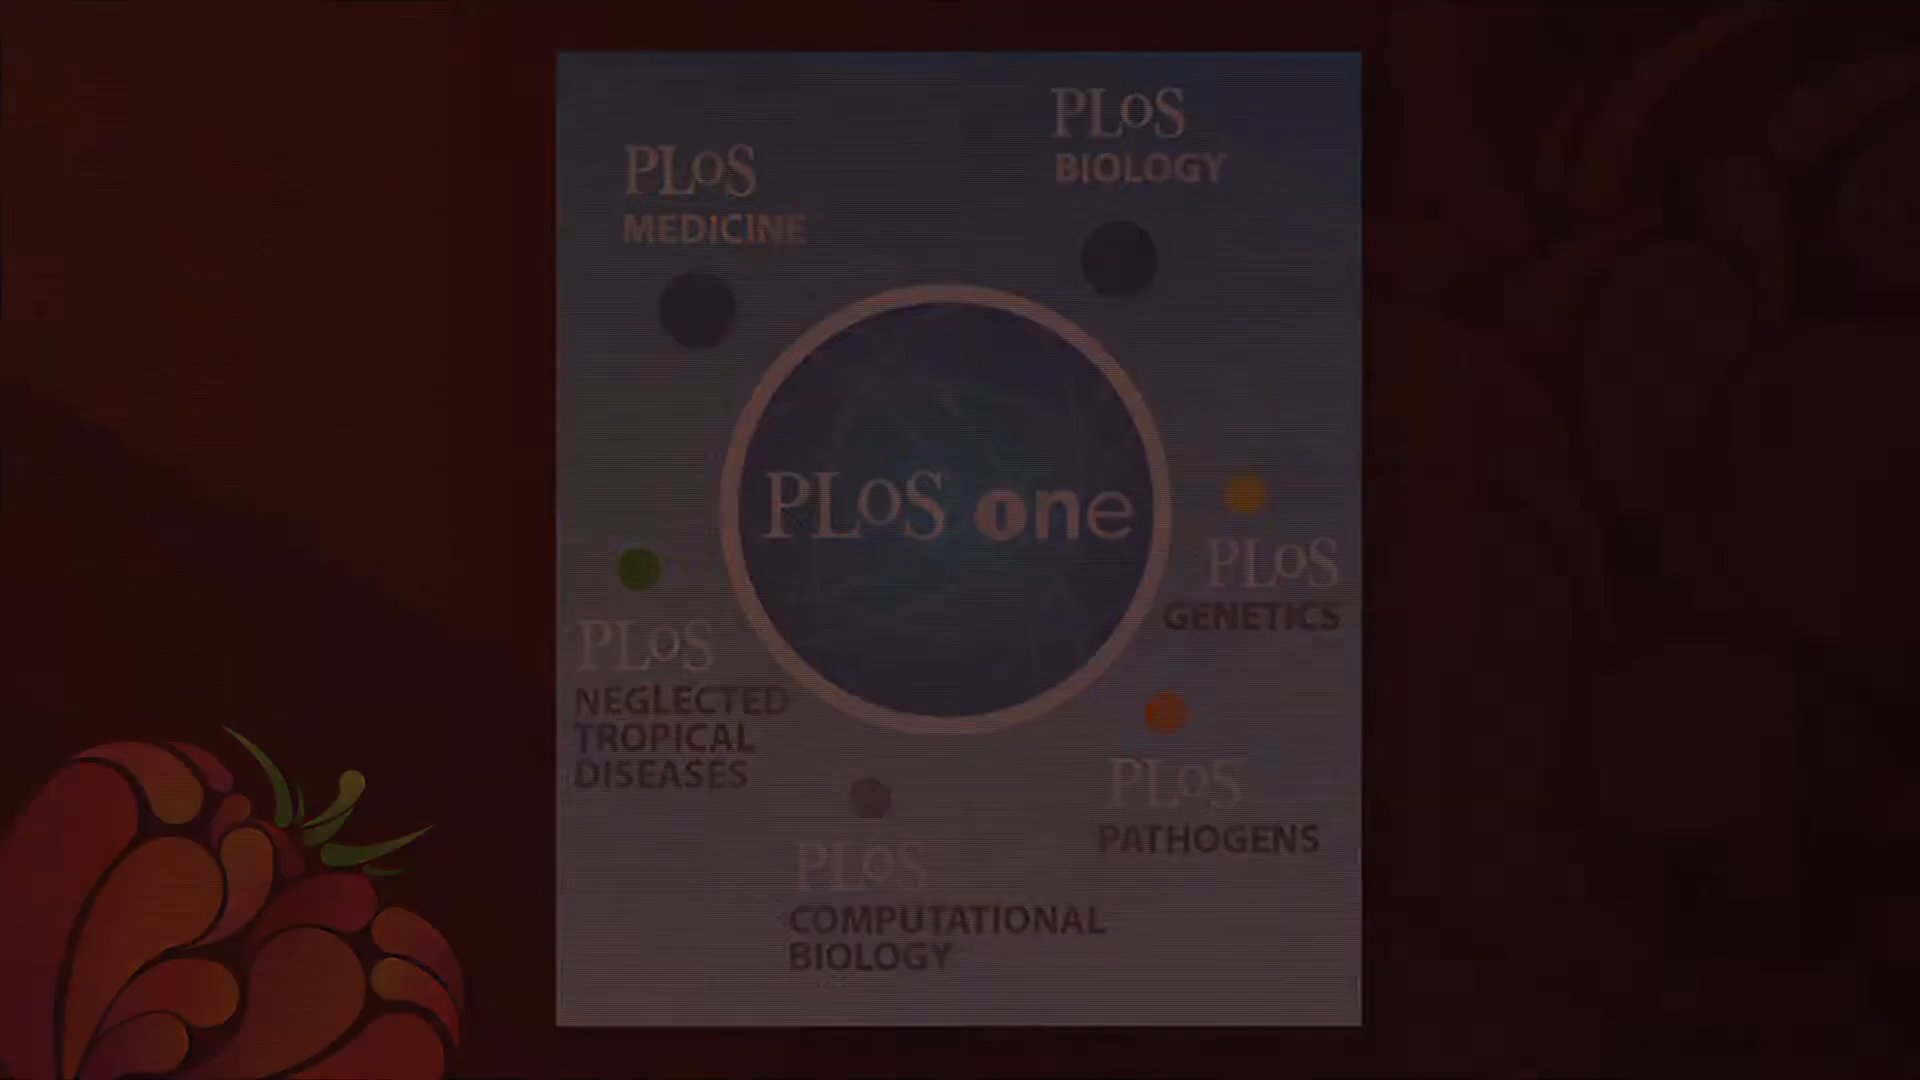 PLoS
BIOLOGY
PLoS
MEDICINE
PLoS one
PLoS
GENETICS
PLoS
NEGLECTED
TROPICAL
DISEASES
PLoS
PATHOGENS
PLoS
COMPUTATIONAL
BIOLOGY